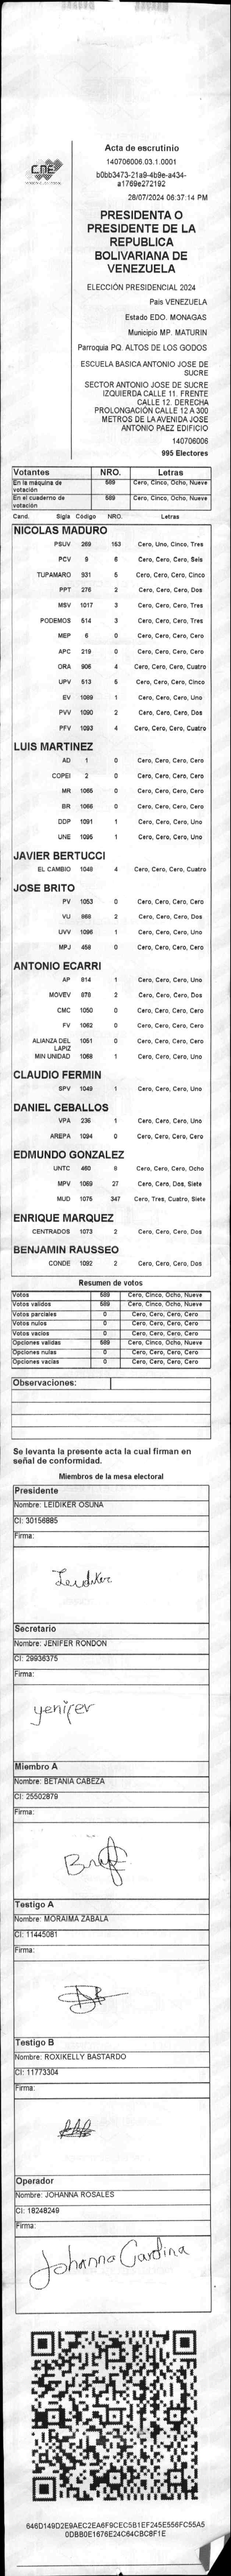 CNE
Acta de escrutinio
140706006.03.1.0001
b0bb3473-21a9-4b9e-a434-
a1769e272192
28/07/2024 06:37:14 PM
PRESIDENTA O
PRESIDENTE DE LA
REPUBLICA
BOLIVARIANA DE
VENEZUELA
ELECCIÓN PRESIDENCIAL 2024
País VENEZUELA
Estado EDO. MONAGAS
Municipio MP. MATURIN
Parroquia PQ. ALTOS DE LOS GODOS
ESCUELA BASICA ANTONIO JOSE DE
SUCRE
SECTOR ANTONIO JOSE DE SUCRE
IZQUIERDA CALLE 11. FRENTE
CALLE 12. DERECHA
PROLONGACIÓN CALLE 12 A 300
METROS DE LA AVENIDA JOSE
ANTONIO PAEZ EDIFICIO
140706006
995 Electores
Votantes NRO. Letras
En la máquina de votación 589 Cero, Cinco, Ocho, Nueve
En el cuaderno de votación 589 Cero, Cinco, Ocho, Nueve
Cand. Sigla Código NRO. Letras
NICOLAS MADURO
PSUV 269 153 Cero, Uno, Cinco, Tres
PCV 9 6 Cero, Cero, Cero, Seis
TUPAMARO 931 5 Cero, Cero, Cero, Cinco
PPT 276 2 Cero, Cero, Cero, Dos
MSV 1017 3 Cero, Cero, Cero, Tres
PODEMOS 514 3 Cero, Cero, Cero, Tres
MEP 6 0 Cero, Cero, Cero, Cero
APC 219 0 Cero, Cero, Cero, Cero
ORA 906 4 Cero, Cero, Cero, Cuatro
UPV 513 5 Cero, Cero, Cero, Cinco
EV 1089 1 Cero, Cero, Cero, Uno
PVV 1090 2 Cero, Cero, Cero, Dos
PFV 1093 4 Cero, Cero, Cero, Cuatro
LUIS MARTINEZ
AD 1 0 Cero, Cero, Cero, Cero
COPEI 2 0 Cero, Cero, Cero, Cero
MR 1065 0 Cero, Cero, Cero, Cero
BR 1066 0 Cero, Cero, Cero, Cero
DDP 1091 1 Cero, Cero, Cero, Uno
UNE 1095 1 Cero, Cero, Cero, Uno
JAVIER BERTUCCI
EL CAMBIO 1048 4 Cero, Cero, Cero, Cuatro
JOSE BRITO
PV 1053 0 Cero, Cero, Cero, Cero
VU 868 2 Cero, Cero, Cero, Dos
UVV 1096 1 Cero, Cero, Cero, Uno
MPJ 458 0 Cero, Cero, Cero, Cero
ANTONIO ECARRI
AP 814 1 Cero, Cero, Cero, Uno
MOVEV 878 2 Cero, Cero, Cero, Dos
CMC 1050 0 Cero, Cero, Cero, Cero
FV 1062 0 Cero, Cero, Cero, Cero
ALIANZA DEL LAPIZ 1051 0 Cero, Cero, Cero, Cero
MIN UNIDAD 1068 1 Cero, Cero, Cero, Uno
CLAUDIO FERMIN
SPV 1049 1 Cero, Cero, Cero, Uno
DANIEL CEBALLOS
VPA 236 1 Cero, Cero, Cero, Uno
AREPA 1094 0 Cero, Cero, Cero, Cero
EDMUNDO GONZALEZ
UNTC 460 8 Cero, Cero, Cero, Ocho
MPV 1069 27 Cero, Cero, Dos, Siete
MUD 1075 347 Cero, Tres, Cuatro, Siete
ENRIQUE MARQUEZ
CENTRADOS 1073 2 Cero, Cero, Cero, Dos
BENJAMIN RAUSSEO
CONDE 1092 2 Cero, Cero, Cero, Dos
Resumen de votos
Votos 589 Cero, Cinco, Ocho, Nueve
Votos validos 589 Cero, Cinco, Ocho, Nueve
Votos parciales 0 Cero, Cero, Cero, Cero
Votos nulos 0 Cero, Cero, Cero, Cero
Votos vacios 0 Cero, Cero, Cero, Cero
Opciones validas 589 Cero, Cinco, Ocho, Nueve
Opciones nulas 0 Cero, Cero, Cero, Cero
Opciones vacias 0 Cero, Cero, Cero, Cero
Observaciones:
Se levanta la presente acta la cual firman en
señal de conformidad.
Miembros de la mesa electoral
Presidente
Nombre: LEIDIKER OSUNA
CI: 30156885
Firma:
Leidiker
Secretario
Nombre: JENIFER RONDON
CI: 29936375
Firma:
yenifer
Miembro A
Nombre: BETANIA CABEZA
CI: 25502879
Firma:
Testigo A
Nombre: MORAIMA ZABALA
CI: 11445081
Firma:
Testigo B
Nombre: ROXIKELLY BASTARDO
CI: 11773304
Firma:
Operador
Nombre: JOHANNA ROSALES
CI: 18248249
Firma:
Johanna Carolina
646D149D2E9AEC2EA6F9CEC5B1EF245E556FC55A5
0DBB0E1676E24C64CBC8F1E